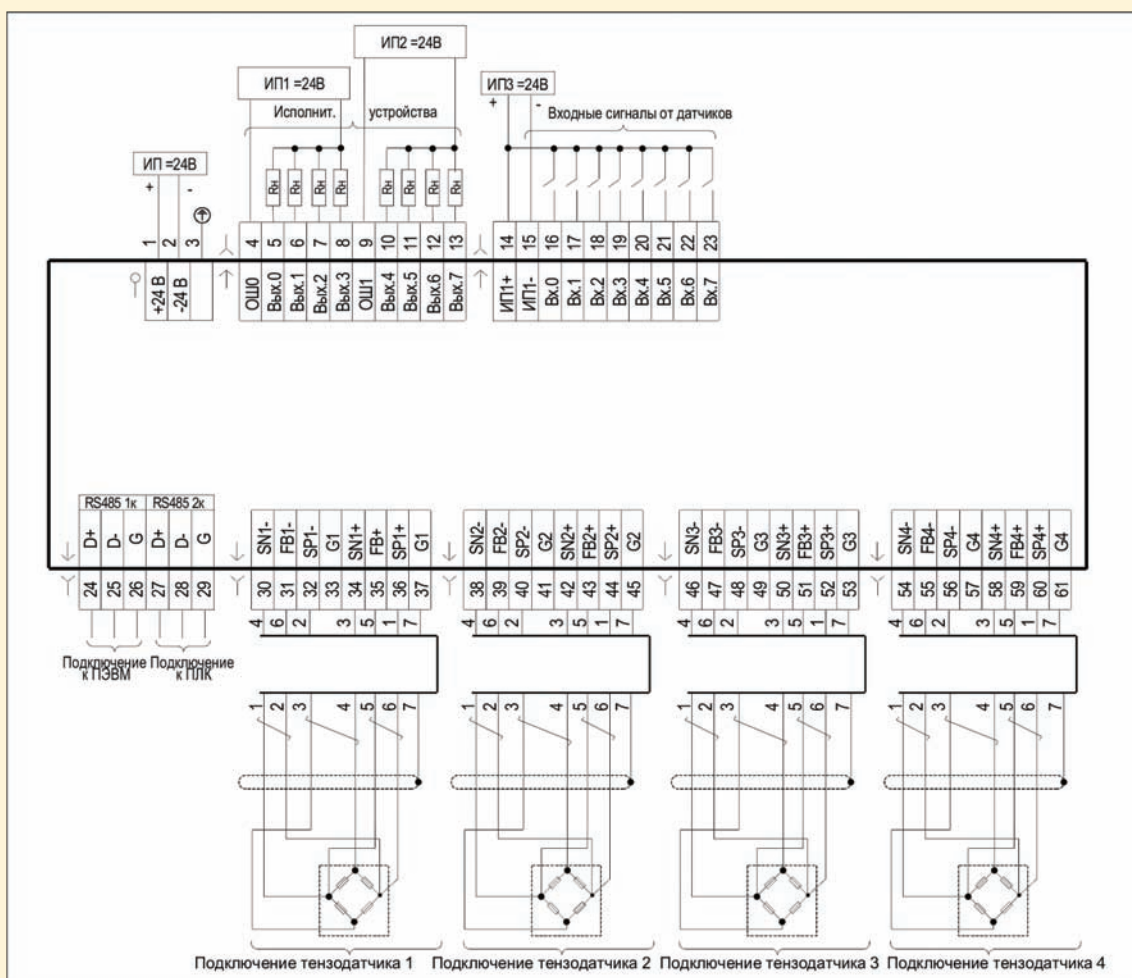 ИП2 =24В
ИП1 =24В
ИП3 =24В
+ -
Исполнит. устройства
Входные сигналы от датчиков
ИП =24В
+ -
1 2 3 4 5 6 7 8 9 10 11 12 13 14 15 16 17 18 19 20 21 22 23
Rн Rн Rн Rн Rн Rн Rн Rн
+24 В -24 В ОШ0 Вых.0 Вых.1 Вых.2 Вых.3 ОШ1 Вых.4 Вых.5 Вых.6 Вых.7 ИП1+ ИП1- Вх.0 Вх.1 Вх.2 Вх.3 Вх.4 Вх.5 Вх.6 Вх.7
RS485 1к RS485 2к
D+ D- G D+ D- G SN1- FB1- SP1- G1 SN1+ FB+ SP1+ G1 SN2- FB2- SP2- G2 SN2+ FB2+ SP2+ G2 SN3- FB3- SP3- G3 SN3+ FB3+ SP3+ G3 SN4- FB4- SP4- G4 SN4+ FB4+ SP4+ G4
24 25 26 27 28 29 30 31 32 33 34 35 36 37 38 39 40 41 42 43 44 45 46 47 48 49 50 51 52 53 54 55 56 57 58 59 60 61
4 6 2 3 5 1 7 4 6 2 3 5 1 7 4 6 2 3 5 1 7 4 6 2 3 5 1 7
Подключение к ПЭВМ
Подключение к ПЛК
1 2 3 4 5 6 7 1 2 3 4 5 6 7 1 2 3 4 5 6 7 1 2 3 4 5 6 7
Подключение тензодатчика 1
Подключение тензодатчика 2
Подключение тензодатчика 3
Подключение тензодатчика 4